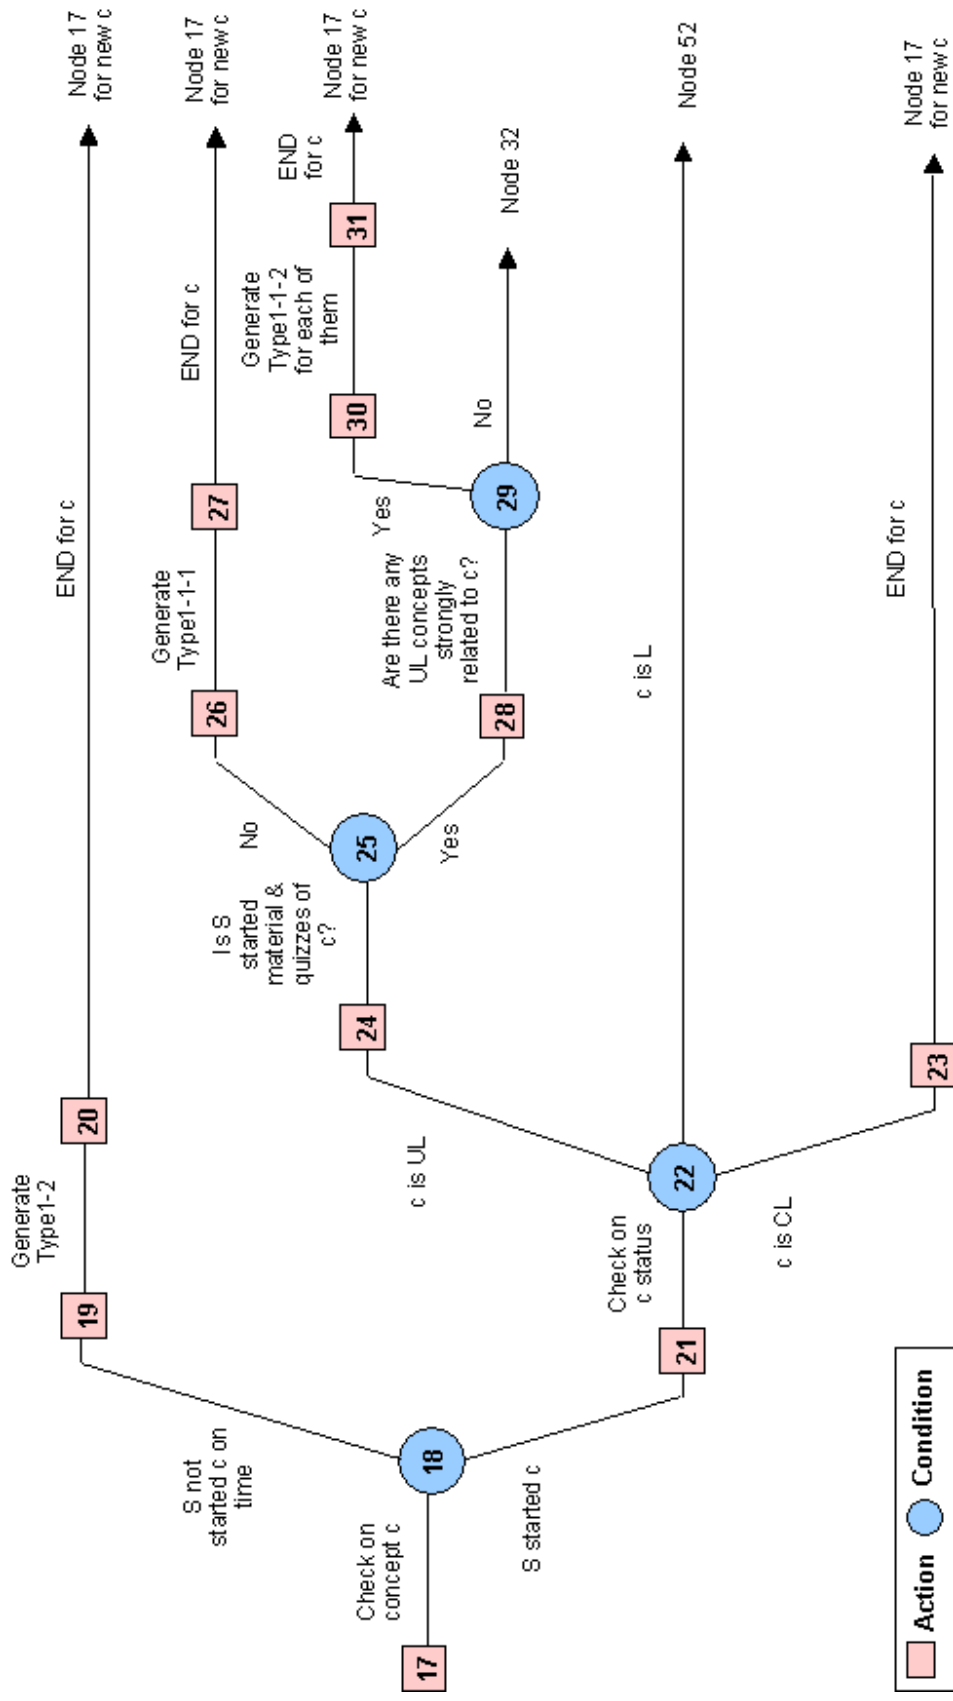 Generate
Type1-2
19
20
END for c
Node 17
for new c
S not
started c on
time
Generate
Type1-1-1
26
27
END for c
Node 17
for new c
No
Is S
started
material &
quizzes of
c?
24
25
Yes
Generate
Type1-1-2
for each of
them
30
31
END
for c
Node 17
for new c
Yes
Are there any
UL concepts
strongly
related to c?
28
29
No
Node 32
Check on
concept c
17
18
S started c
c is UL
Check on
c status
21
22
c is L
Node 52
c is CL
23
END for c
Node 17
for new c
Action
Condition